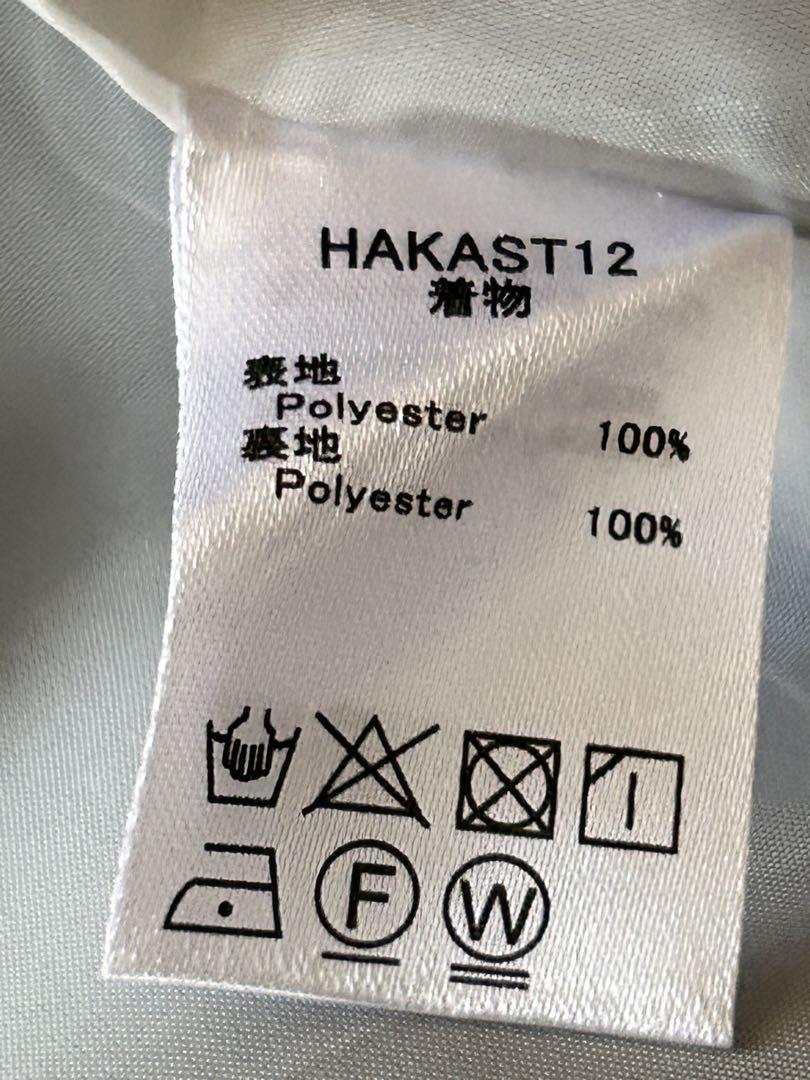 HAKAST12
着物
表地
Polyester 100%
裏地
Polyester 100%
F
W